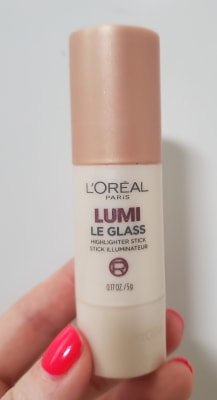 L'ORÉAL
PARIS
LUMI
LE GLASS
HIGHLIGHTER STICK
STICK ILLUMINATEUR
0.17 OZ / 5g